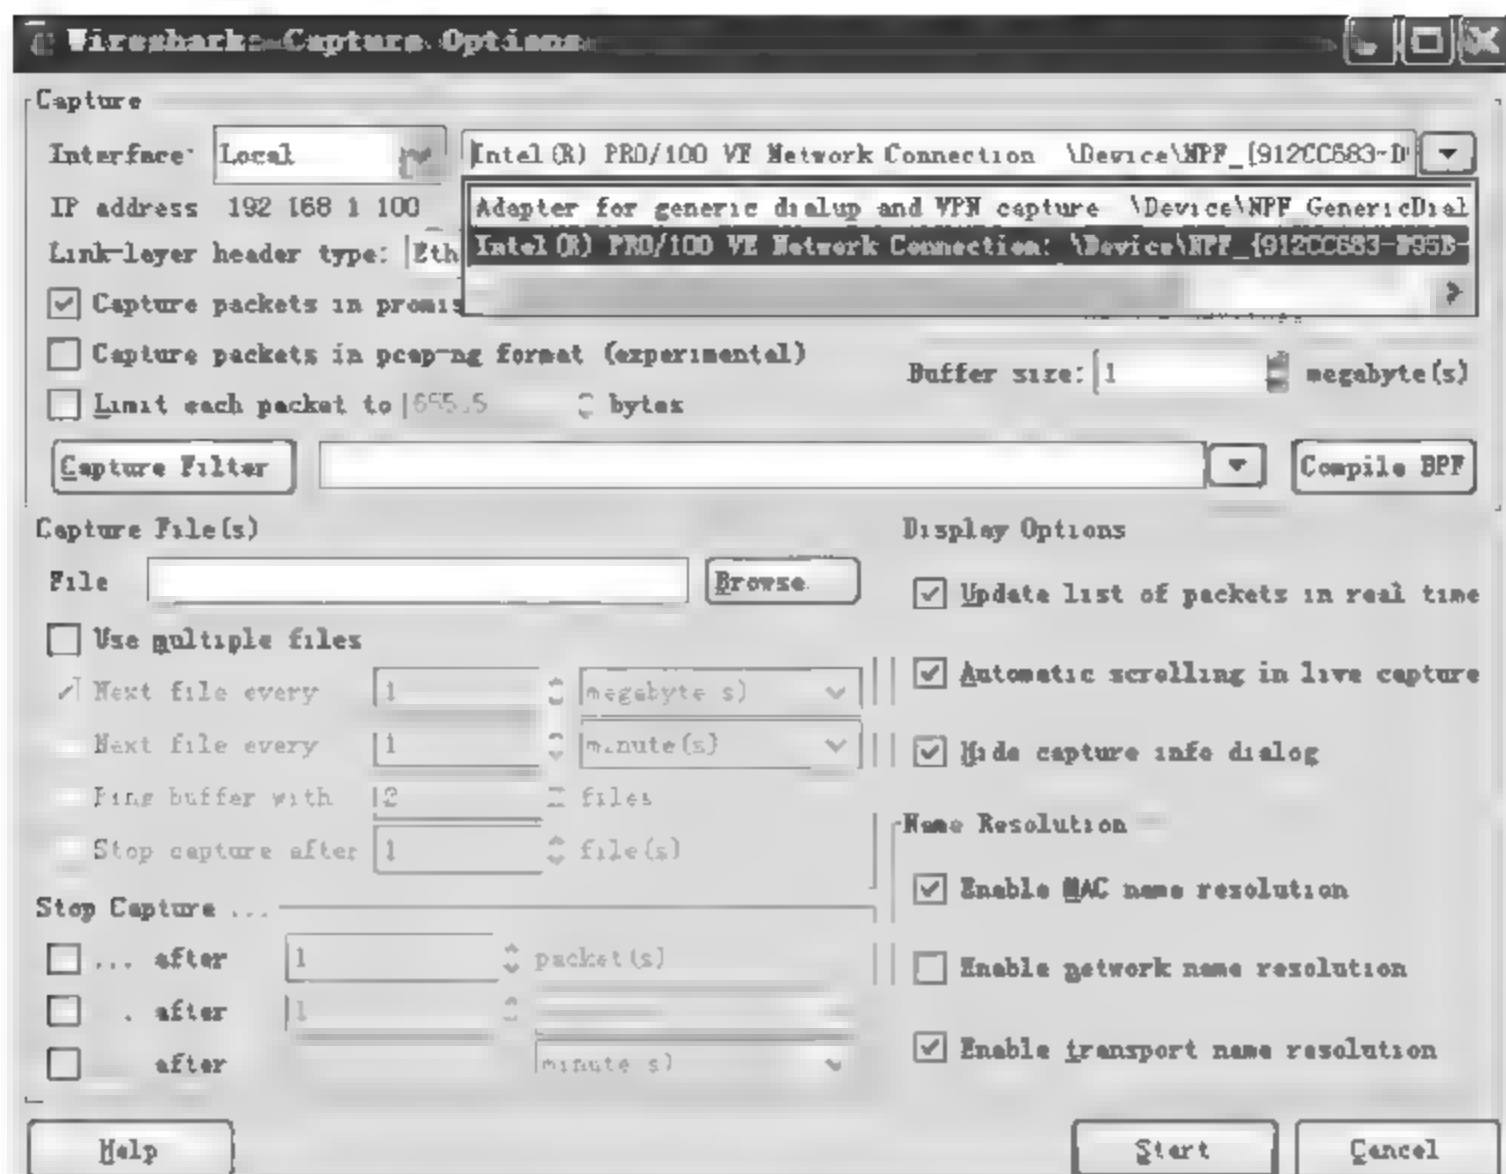 Wireshark: Capture Options
Capture
Interface: Local Intel(R) PRO/100 VE Network Connection \Device\NPF_{912CC683-D
IP address 192 168 1 100
Adapter for generic dialup and VPN capture \Device\NPF_GenericDial
Link-layer header type: Eth
Intel(R) PRO/100 VE Network Connection: \Device\NPF_{912CC683-D95B-
Capture packets in promis
Capture packets in pcap-ng format (experimental)
Buffer size: 1 megabyte(s)
Limit each packet to bytes
Capture Filter Compile BPF
Capture File(s)
Display Options
File Browse
Update list of packets in real time
Use multiple files
Next file every 1 megabyte s)
Automatic scrolling in live capture
Next file every 1 minute(s)
Hide capture info dialog
Ring buffer with 2 files
Name Resolution
Stop capture after 1 file(s)
Enable MAC name resolution
Stop Capture ...
... after 1 packet(s)
Enable network name resolution
. after 1
after minute s)
Enable transport name resolution
Help Start Cancel